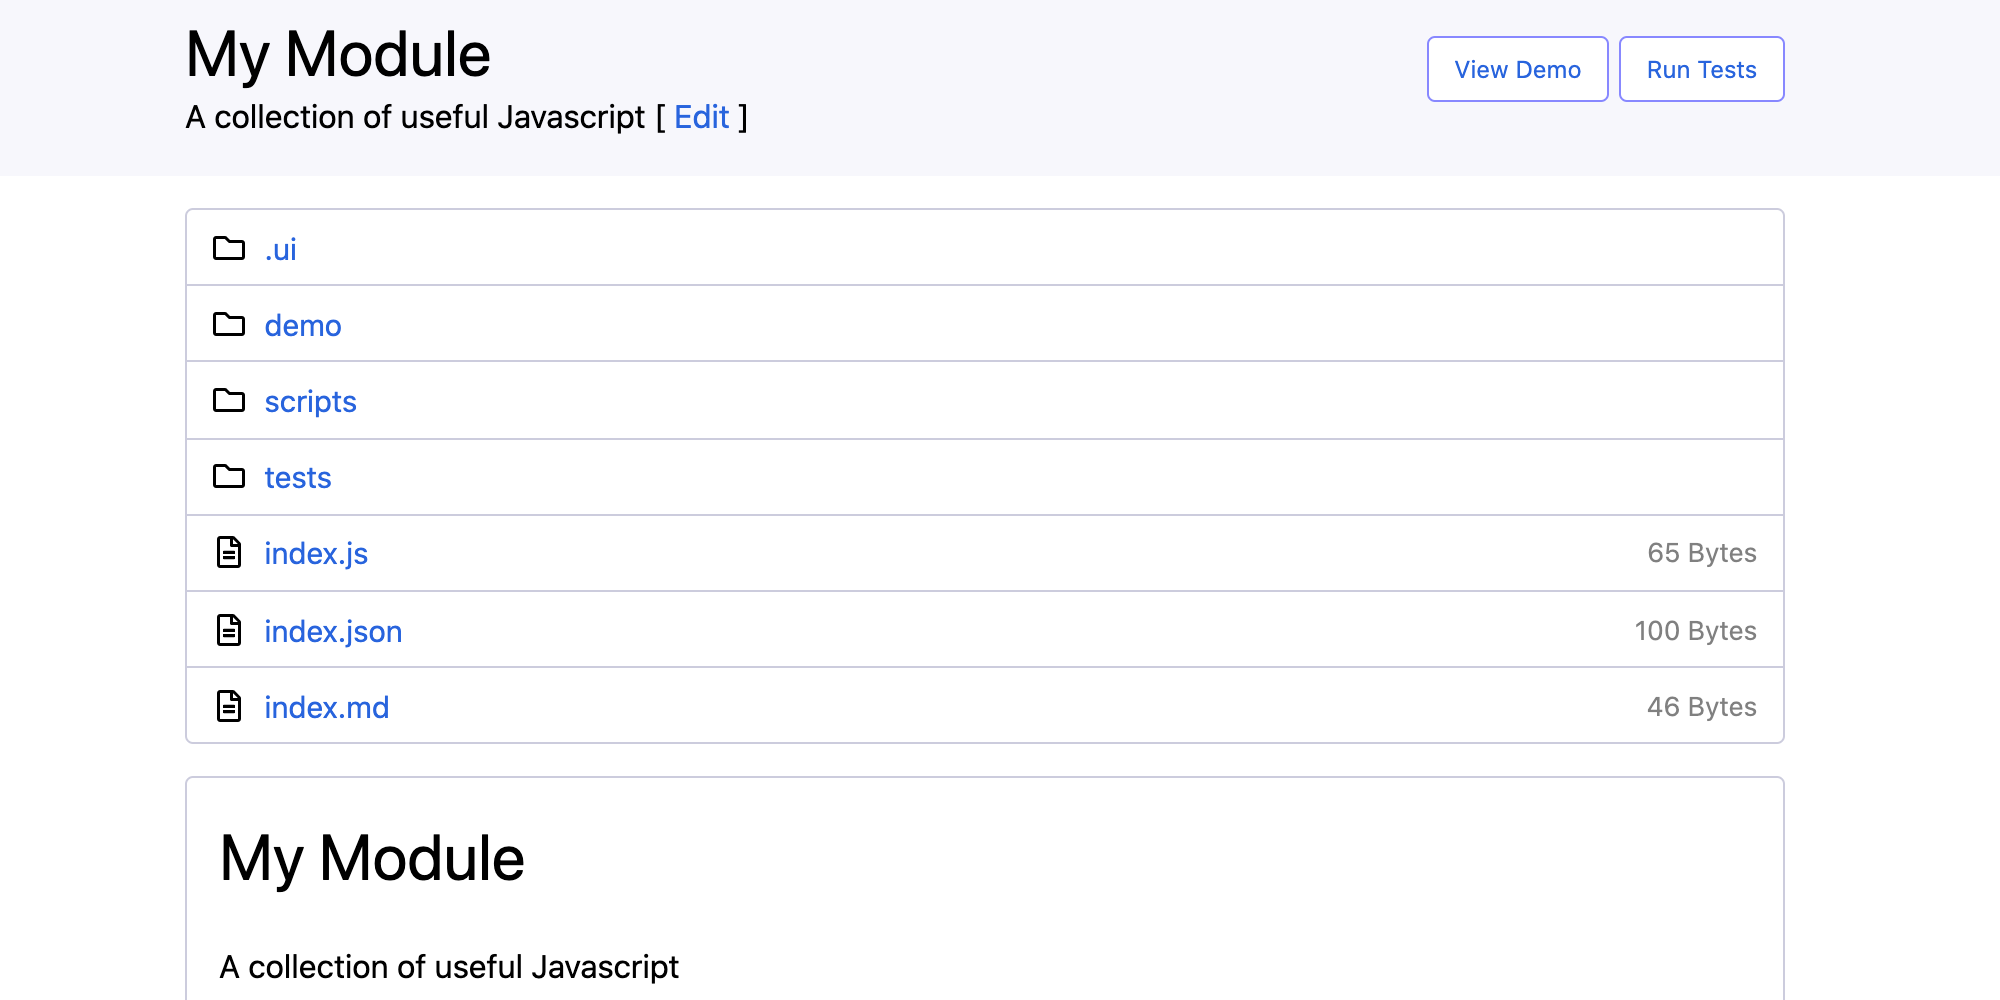 My Module
View Demo
Run Tests
A collection of useful Javascript [ Edit ]
.ui
demo
scripts
tests
index.js 65 Bytes
index.json 100 Bytes
index.md 46 Bytes
My Module
A collection of useful Javascript